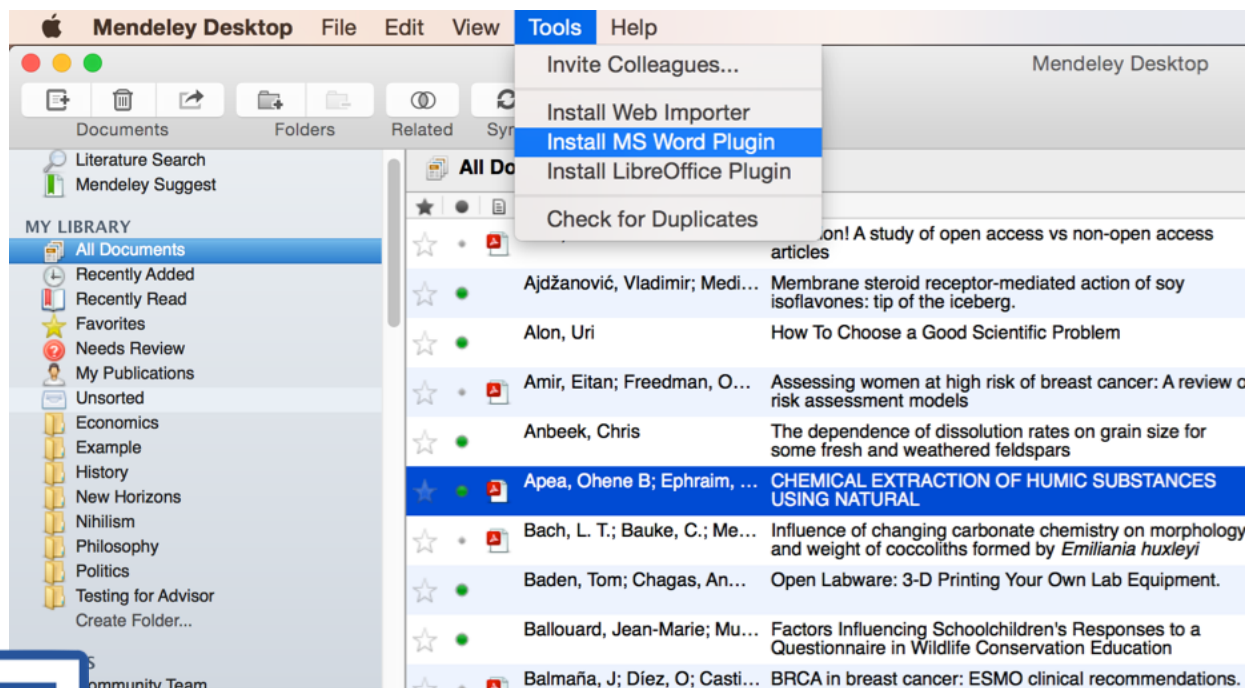 Mendeley Desktop File Edit View Tools Help
Mendeley Desktop
Invite Colleagues...
Install Web Importer
Install MS Word Plugin
Install LibreOffice Plugin
Check for Duplicates
Documents Folders Related
Literature Search
Mendeley Suggest
MY LIBRARY
All Documents
Recently Added
Recently Read
Favorites
Needs Review
My Publications
Unsorted
Economics
Example
History
New Horizons
Nihilism
Philosophy
Politics
Testing for Advisor
Create Folder...
Team
All
A study of open access vs non-open access
articles
Ajdžanović, Vladimir; Medi... Membrane steroid receptor-mediated action of soy
isoflavones: tip of the iceberg.
Alon, Uri How To Choose a Good Scientific Problem
Amir, Eitan; Freedman, O... Assessing women at high risk of breast cancer: A review
risk assessment models
Anbeek, Chris The dependence of dissolution rates on grain size for
some fresh and weathered feldspars
Apea, Ohene B; Ephraim, ... CHEMICAL EXTRACTION OF HUMIC SUBSTANCES
USING NATURAL
Bach, L. T.; Bauke, C.; Me... Influence of changing carbonate chemistry on morphology
and weight of coccoliths formed by Emiliania huxleyi
Baden, Tom; Chagas, An... Open Labware: 3-D Printing Your Own Lab Equipment.
Ballouard, Jean-Marie; Mu... Factors Influencing Schoolchildren's Responses to a
Questionnaire in Wildlife Conservation Education
Balmaña, J; Díez, O; Casti... BRCA in breast cancer: ESMO clinical recommendations.